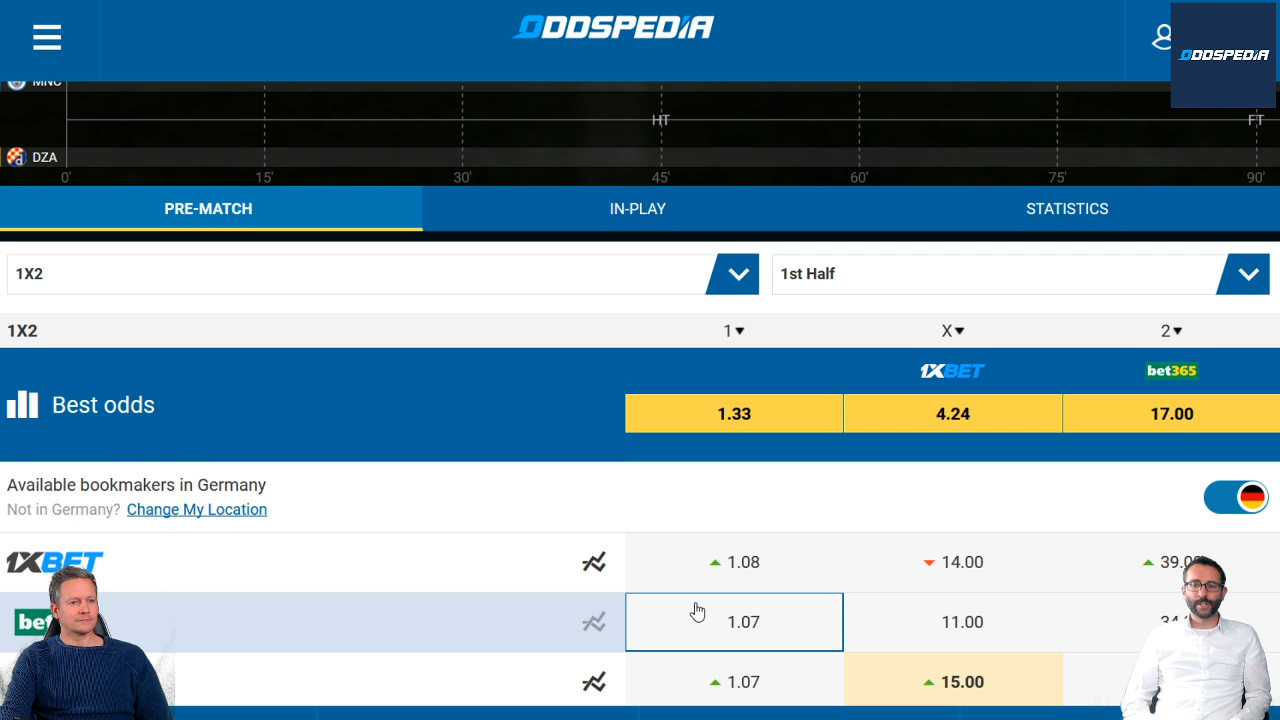 ODDSPEDIA
ODDSPEDIA
MNC
HT
FT
DZA
0' 15' 30' 45' 60' 75' 90'
PRE-MATCH IN-PLAY STATISTICS
1X2 1st Half
1X2 1 X 2
1XBET bet365
Best odds 1.33 4.24 17.00
Available bookmakers in Germany
Not in Germany? Change My Location
1XBET 1.08 14.00
bet 1.07 11.00
1.07 15.00